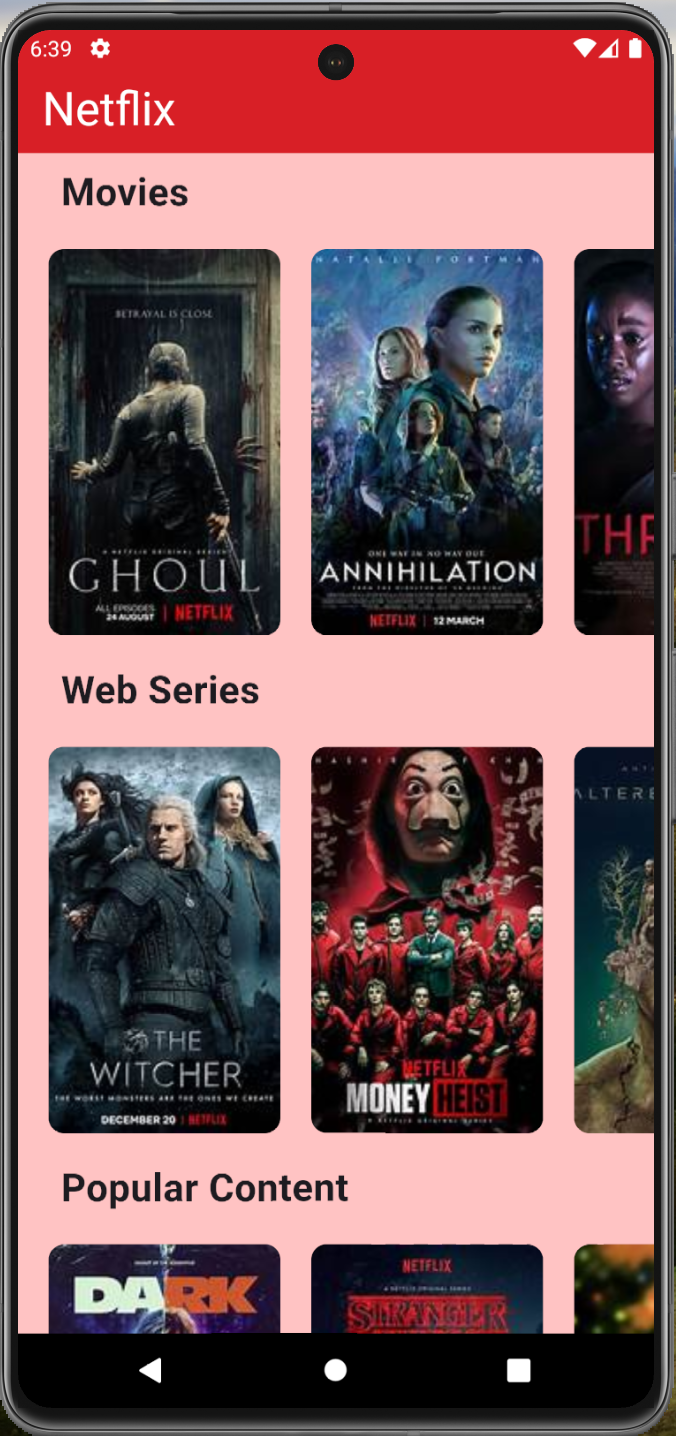 6:39
Netflix
Movies
BETRAYAL IS CLOSE
A NETFLIX ORIGINAL SERIES
GHOUL
ALL EPISODES
24 AUGUST | NETFLIX
NATALIE PORTMAN
ONE WAY IN. NO WAY OUT.
ANNIHILATION
NETFLIX | 12 MARCH
THR
Web Series
THE
WITCHER
THE WORST MONSTERS ARE THE ONES WE CREATE
DECEMBER 20 | NETFLIX
NETFLIX
MONEY HEIST
A NETFLIX ORIGINAL SERIES
ALTERE
Popular Content
DARK
NETFLIX
A NETFLIX ORIGINAL SERIES
STRANGER